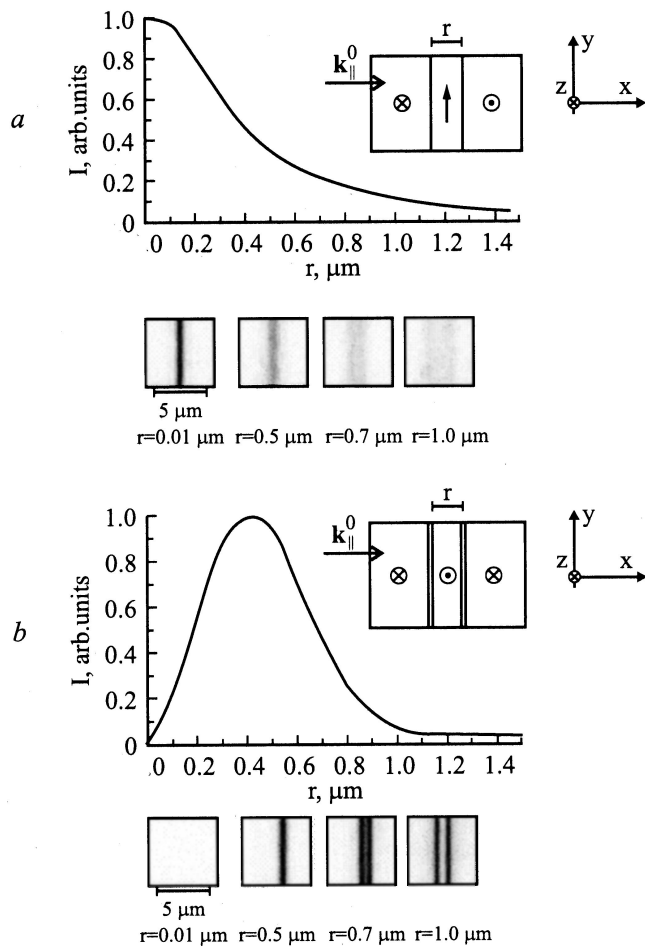 a
I, arb.units
1.0
0.8
0.6
0.4
0.2
0
.0 0.2 0.4 0.6 0.8 1.0 1.2 1.4
r, μm
r
k∥⁰
⊗ ⊙
y
z x
5 μm
r=0.01 μm r=0.5 μm r=0.7 μm r=1.0 μm
b
I, arb.units
1.0
0.8
0.6
0.4
0.2
0
.0 0.2 0.4 0.6 0.8 1.0 1.2 1.4
r, μm
r
k∥⁰
⊗ ⊙ ⊗
y
z x
5 μm
r=0.01 μm r=0.5 μm r=0.7 μm r=1.0 μm